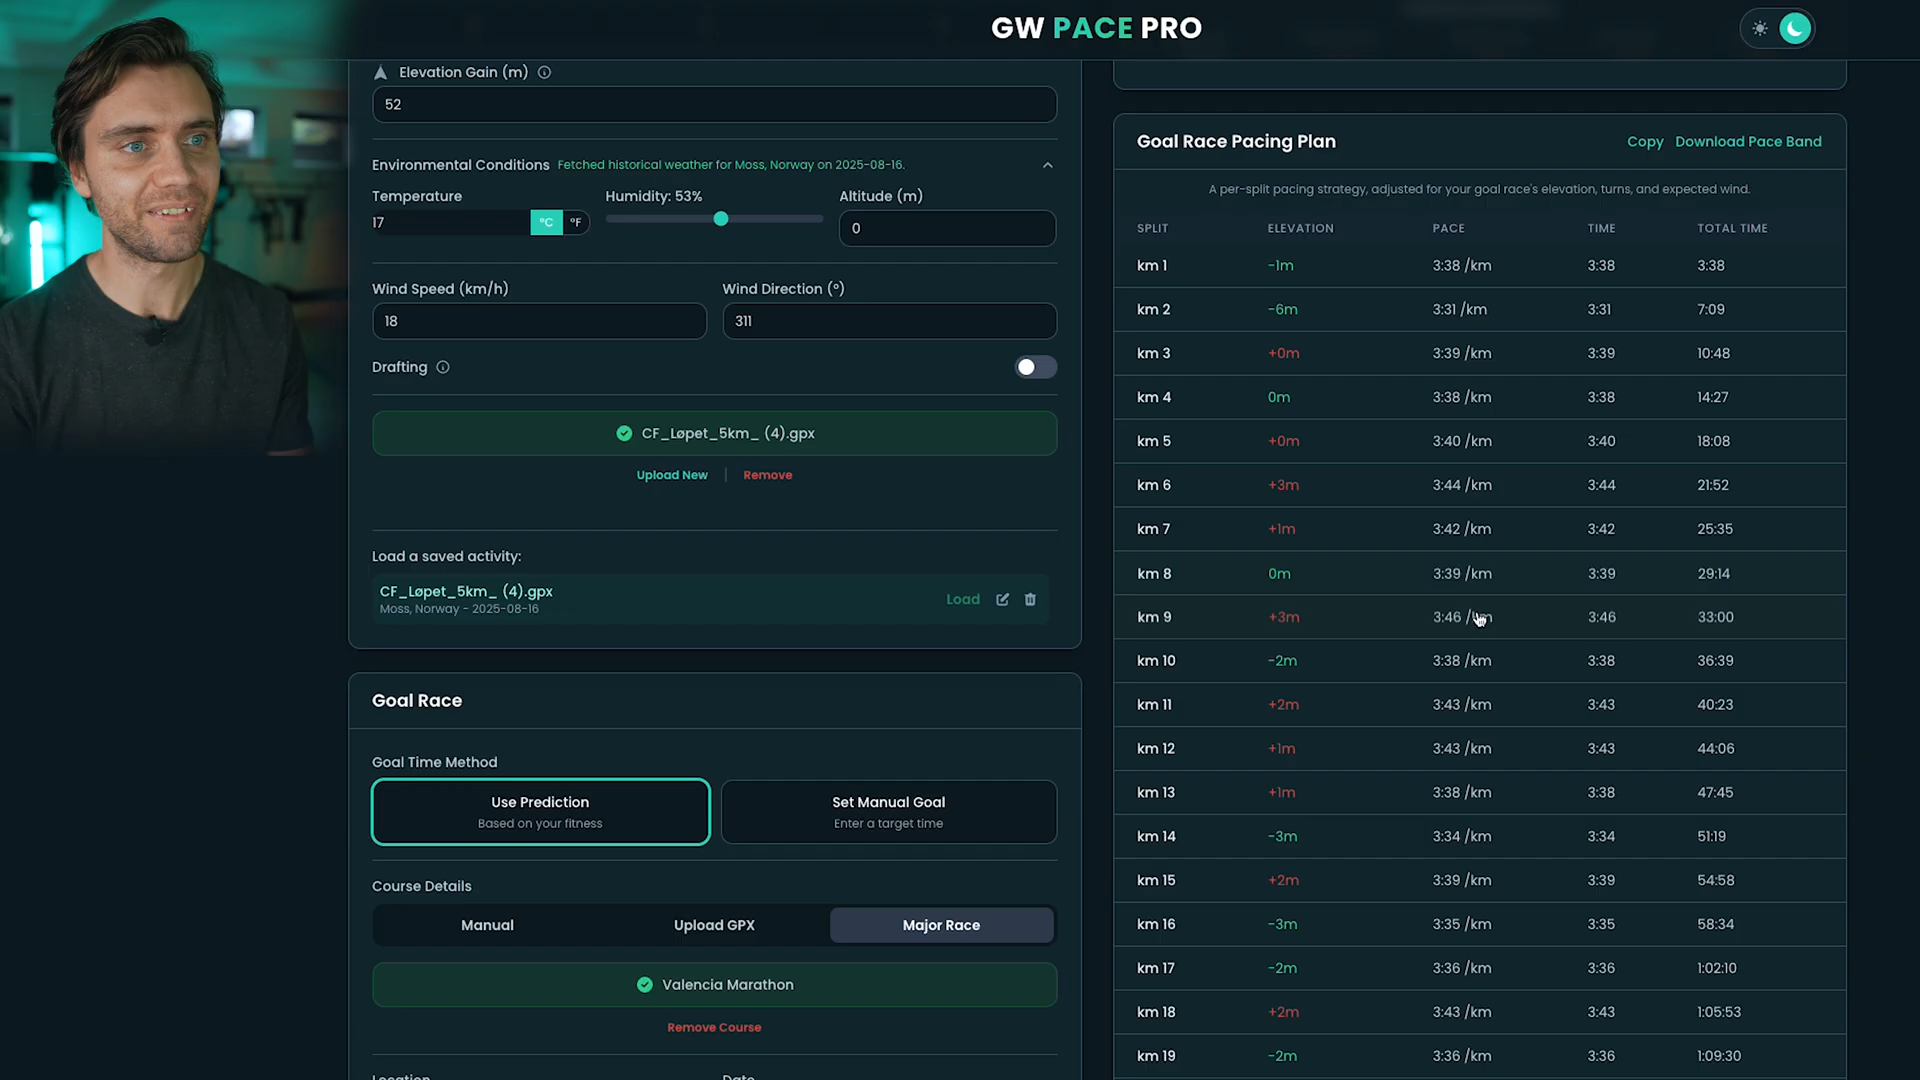 GW PACE PRO
Elevation Gain (m)
52
Environmental Conditions Fetched historical weather for Moss, Norway on 2025-08-16.
Temperature Humidity: 53% Altitude (m)
17 °C °F 0
Wind Speed (km/h) Wind Direction (º)
18 311
Drafting
CF_Løpet_5km_ (4).gpx
Upload New Remove
Load a saved activity:
CF_Løpet_5km_ (4).gpx
Moss, Norway - 2025-08-16
Load
Goal Race
Goal Time Method
Use Prediction Set Manual Goal
Based on your fitness Enter a target time
Course Details
Manual Upload GPX Major Race
Valencia Marathon
Remove Course
Goal Race Pacing Plan Copy Download Pace Band
A per-split pacing strategy, adjusted for your goal race's elevation, turns, and expected wind.
SPLIT ELEVATION PACE TIME TOTAL TIME
km 1 -1m 3:38 /km 3:38 3:38
km 2 -6m 3:31 /km 3:31 7:09
km 3 +0m 3:39 /km 3:39 10:48
km 4 0m 3:38 /km 3:38 14:27
km 5 +0m 3:40 /km 3:40 18:08
km 6 +3m 3:44 /km 3:44 21:52
km 7 +1m 3:42 /km 3:42 25:35
km 8 0m 3:39 /km 3:39 29:14
km 9 +3m 3:46 /km 3:46 33:00
km 10 -2m 3:38 /km 3:38 36:39
km 11 +2m 3:43 /km 3:43 40:23
km 12 +1m 3:43 /km 3:43 44:06
km 13 +1m 3:38 /km 3:38 47:45
km 14 -3m 3:34 /km 3:34 51:19
km 15 +2m 3:39 /km 3:39 54:58
km 16 -3m 3:35 /km 3:35 58:34
km 17 -2m 3:36 /km 3:36 1:02:10
km 18 +2m 3:43 /km 3:43 1:05:53
km 19 -2m 3:36 /km 3:36 1:09:30